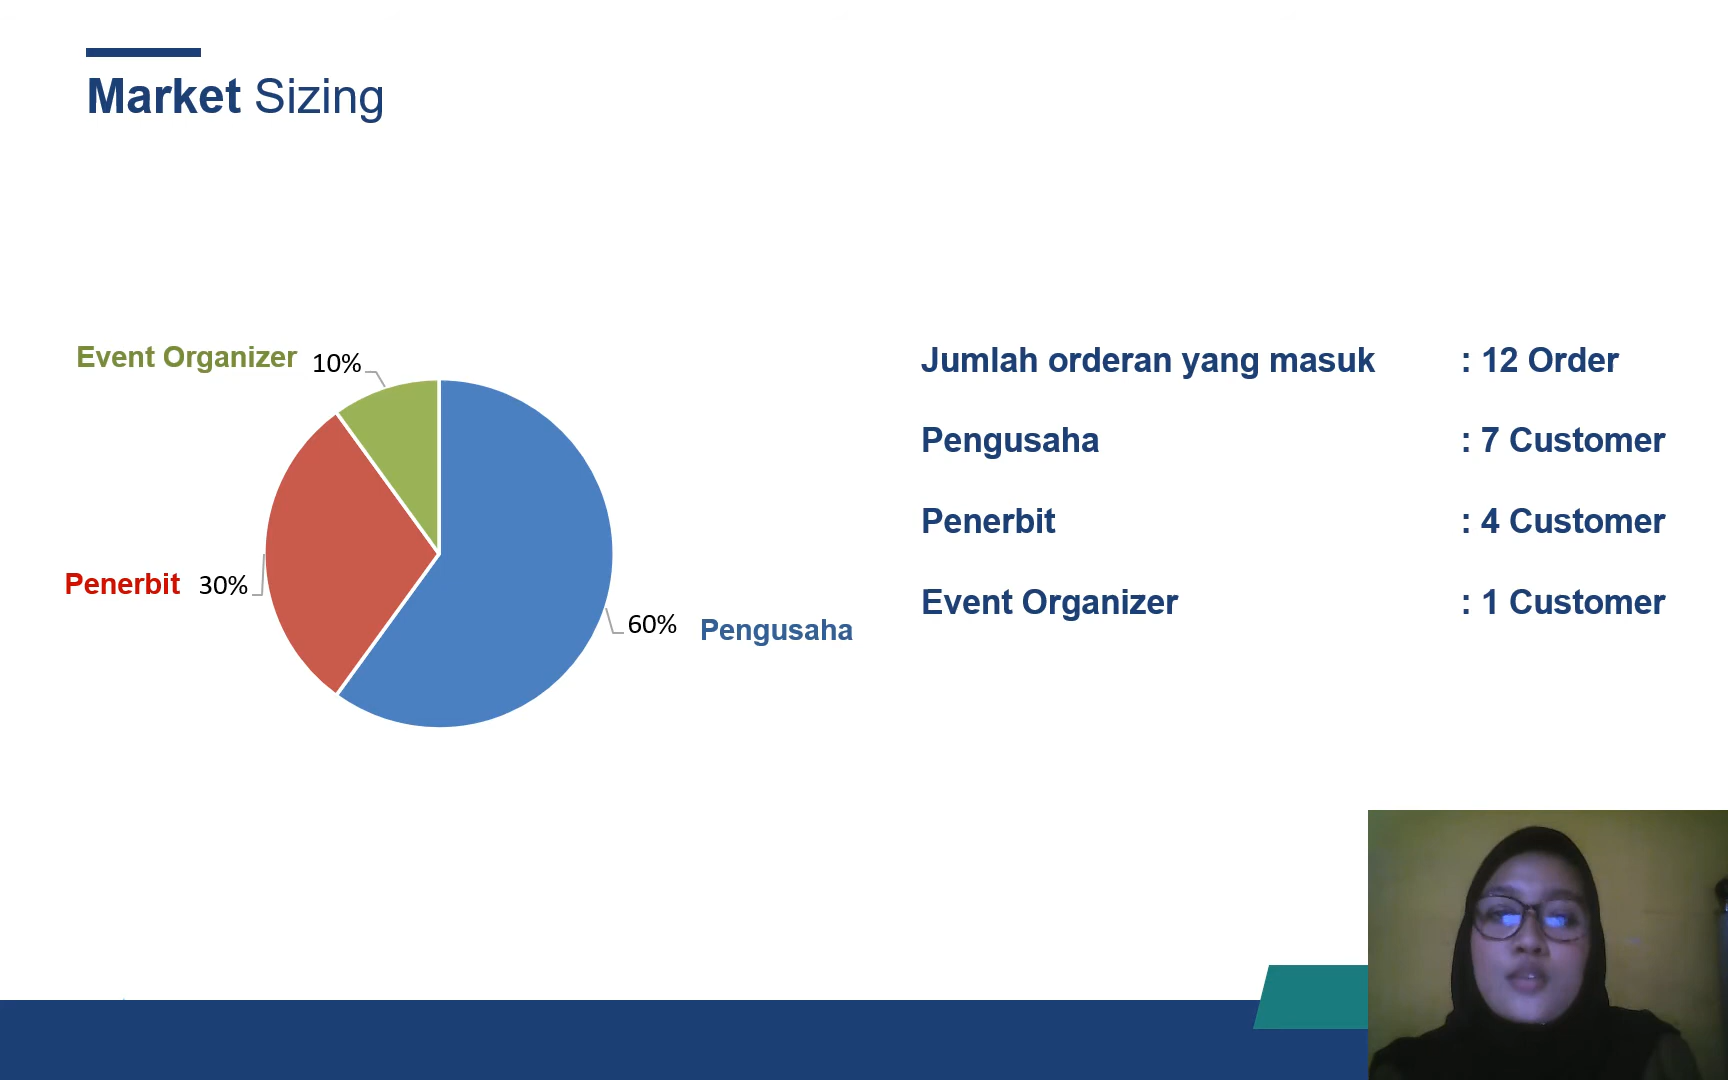 Market Sizing
Event Organizer 10%
Penerbit 30%
60% Pengusaha
Jumlah orderan yang masuk : 12 Order
Pengusaha : 7 Customer
Penerbit : 4 Customer
Event Organizer : 1 Customer